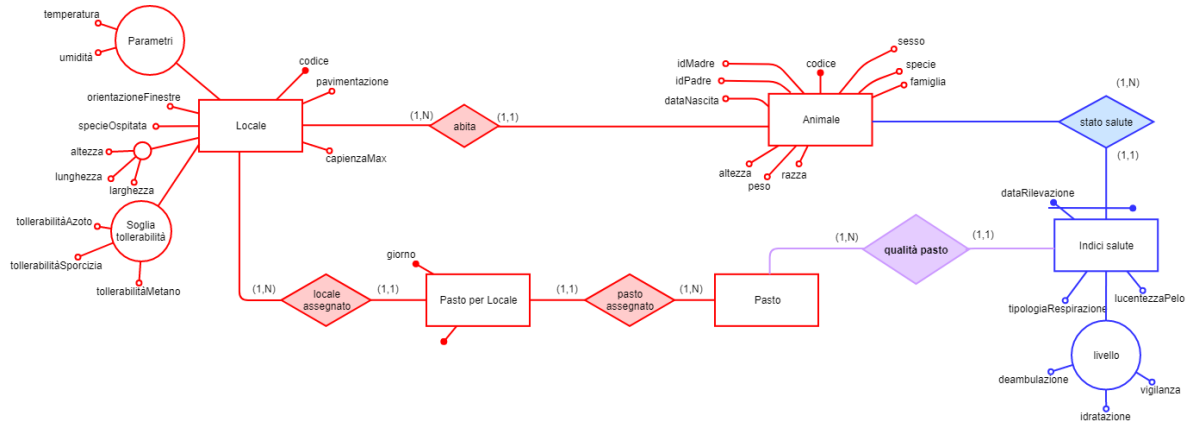 temperatura
Parametri
umidità
codice
pavimentazione
orientazioneFinestre
Locale
specieOspitata
altezza
lunghezza
larghezza
capienzaMax
Soglia
tollerabilità
tollerabilitàAzoto
tollerabilitàSporcizia
tollerabilitàMetano
(1,N)
abita
(1,1)
sesso
idMadre
codice
specie
idPadre
famiglia
dataNascita
Animale
altezza
peso
razza
(1,N)
stato salute
(1,1)
dataRilevazione
Indici salute
(1,N)
qualità pasto
(1,1)
tipologiaRespirazione
lucentezzaPelo
livello
deambulazione
vigilanza
idratazione
giorno
(1,N)
locale
assegnato
(1,1)
Pasto per Locale
(1,1)
pasto
assegnato
(1,N)
Pasto